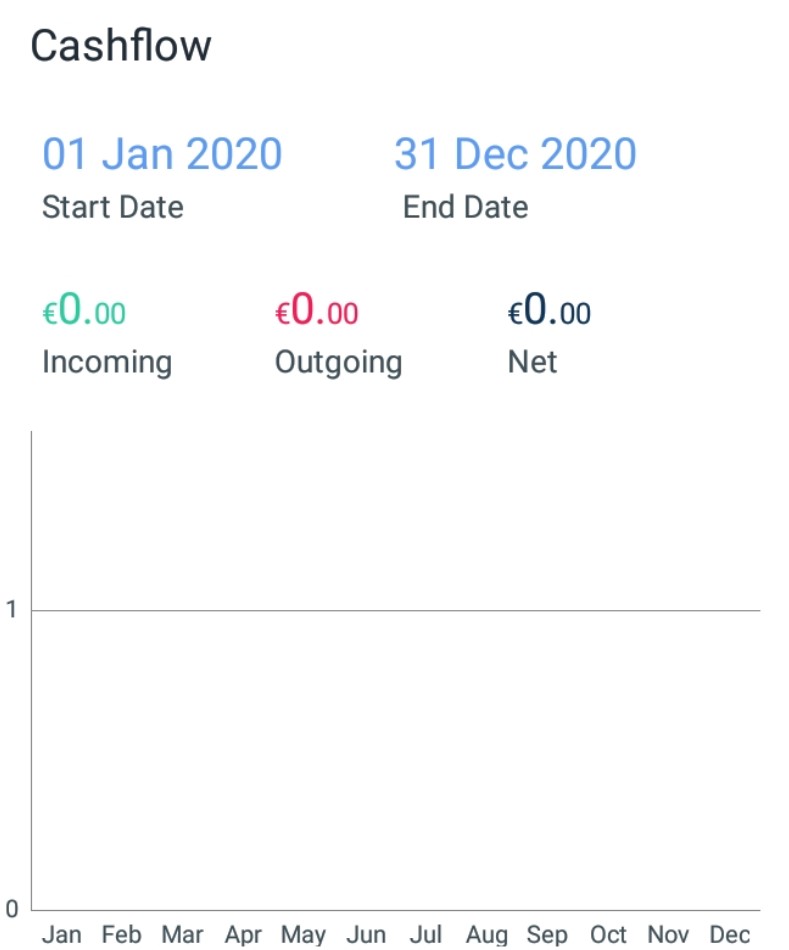 Cashflow
01 Jan 2020 31 Dec 2020
Start Date End Date
€0.00 €0.00 €0.00
Incoming Outgoing Net
1
0
Jan Feb Mar Apr May Jun Jul Aug Sep Oct Nov Dec